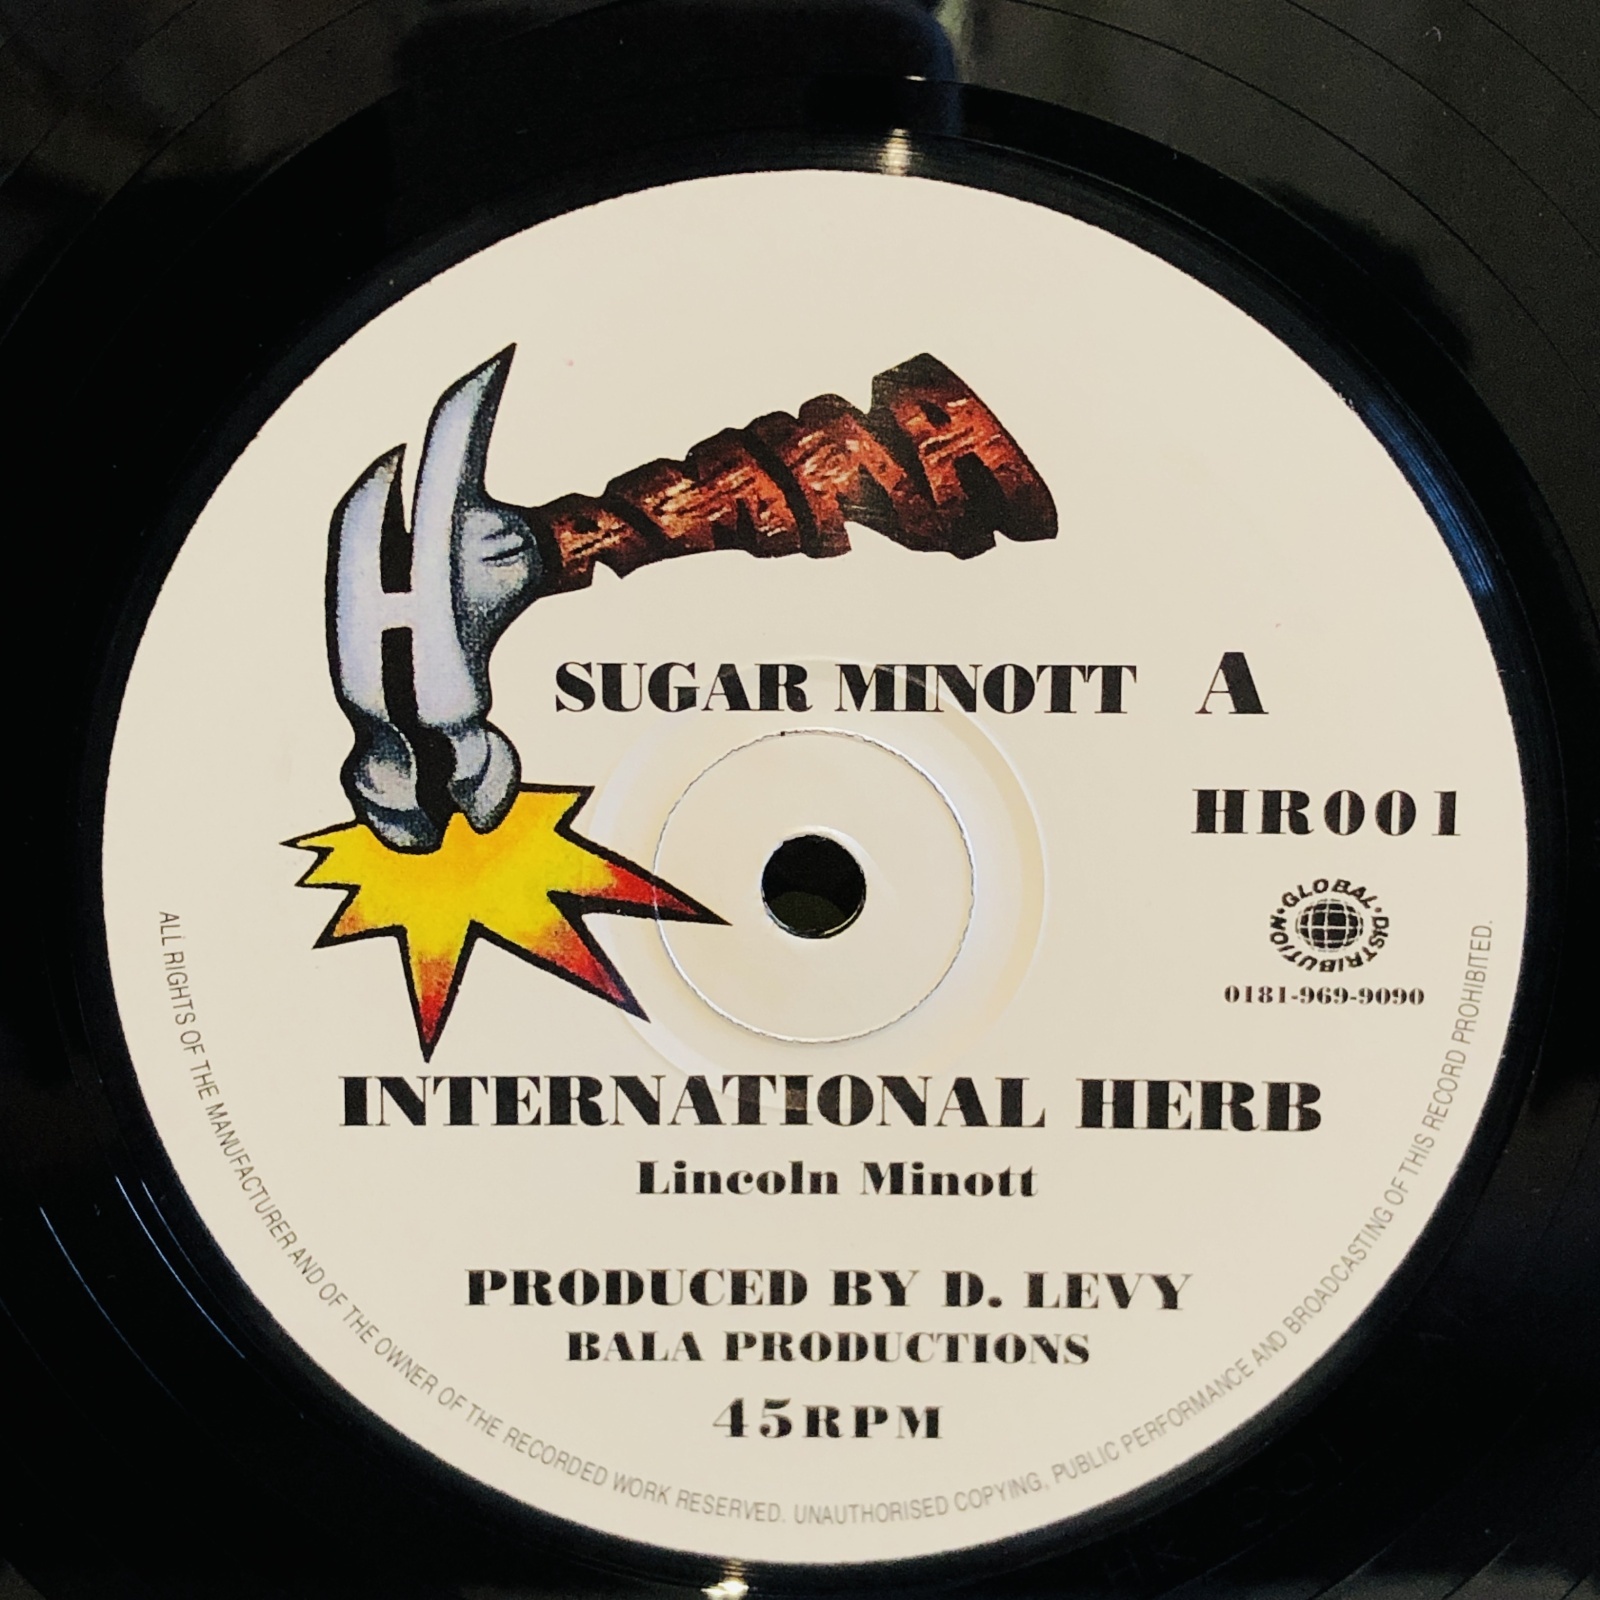 HAMMA
SUGAR MINOTT A
HR001
GLOBAL · DISTRIBUTION ·
0181-969-9090
INTERNATIONAL HERB
Lincoln Minott
PRODUCED BY D. LEVY
BALA PRODUCTIONS
45RPM
ALL RIGHTS OF THE MANUFACTURER AND OF THE OWNER OF THE RECORDED WORK RESERVED. UNAUTHORISED COPYING, PUBLIC PERFORMANCE AND BROADCASTING OF THIS RECORD PROHIBITED.